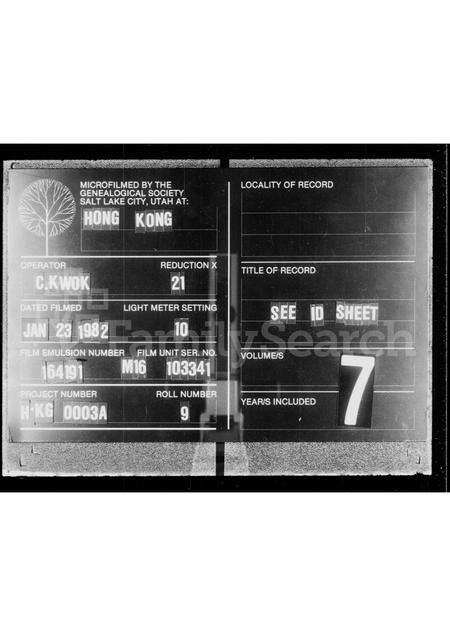 MICROFILMED BY THE
GENEALOGICAL SOCIETY
SALT LAKE CITY, UTAH AT:
HONG KONG
OPERATOR REDUCTION X
C.KWOK 21
DATED FILMED LIGHT METER SETTING
JAN 23 1982 10
FILM EMULSION NUMBER FILM UNIT SER. NO.
164191 M16 103341
PROJECT NUMBER ROLL NUMBER
H-KG 0003A 9
LOCALITY OF RECORD
TITLE OF RECORD
SEE ID SHEET
VOLUME/S
7
YEAR/S INCLUDED
FamilySearch